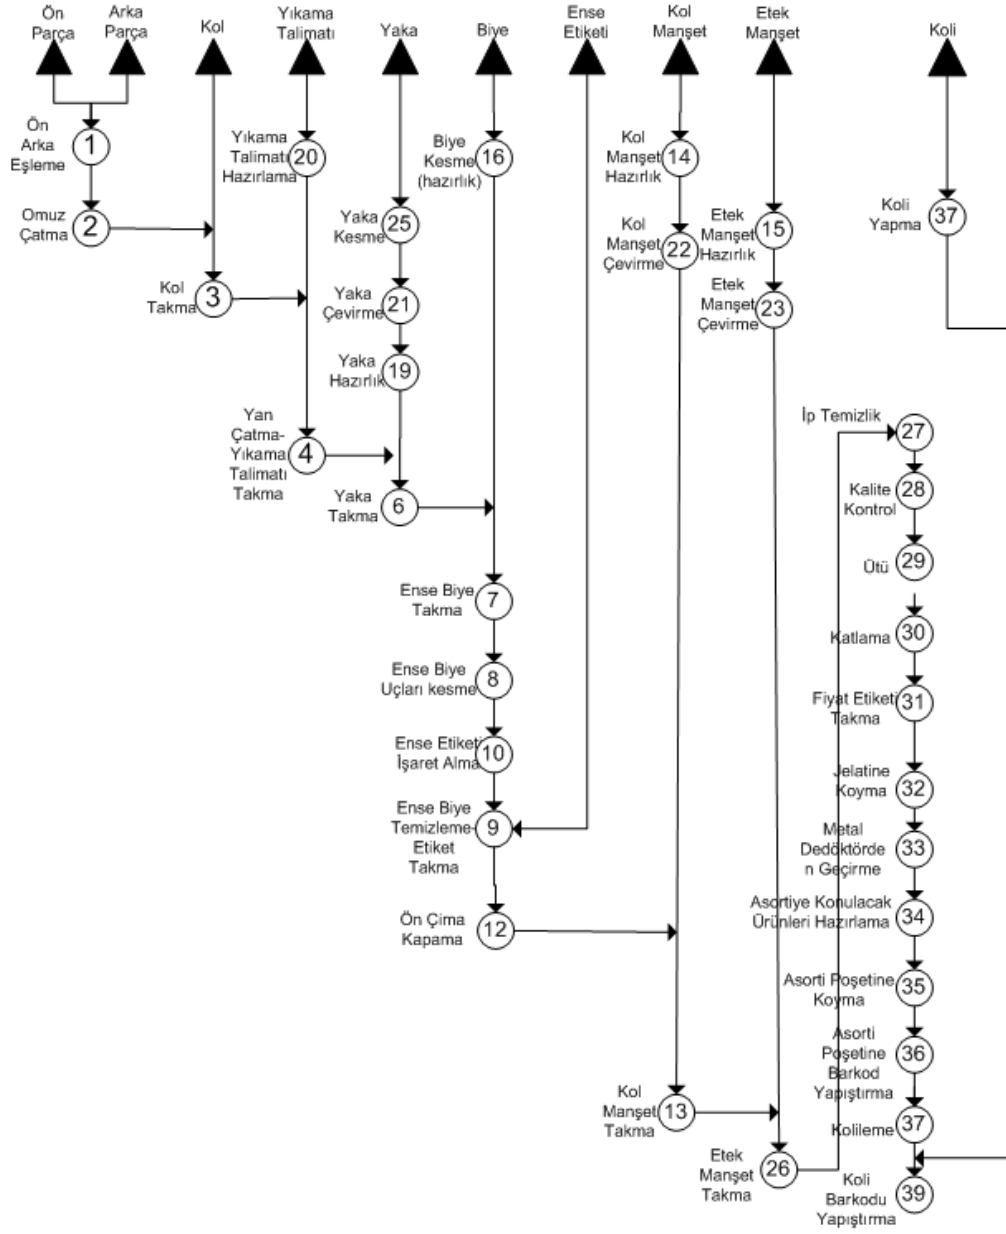 Ön
Parça
Arka
Parça
Kol
Yıkama
Talimatı
Yaka
Biye
Ense
Etiketi
Kol
Manşet
Etek
Manşet
Koli
Ön
Arka
Eşleme
1
Omuz
Çatma
2
Kol
Takma
3
Yıkama
Talimatı
Hazırlama
20
Yan
Çatma-
Yıkama
Talimatı
Takma
4
Yaka
Kesme
25
Yaka
Çevirme
21
Yaka
Hazırlık
19
Yaka
Takma
6
Biye
Kesme
(hazırlık)
16
Ense Biye
Takma
7
Ense Biye
Uçları kesme
8
Ense Etiketi
İşaret Alma
10
Ense Biye
Temizleme-
Etiket
Takma
9
Ön Çima
Kapama
12
Kol
Manşet
Hazırlık
14
Kol
Manşet
Çevirme
22
Kol
Manşet
Takma
13
Etek
Manşet
Hazırlık
15
Etek
Manşet
Çevirme
23
Etek
Manşet
Takma
26
Koli
Yapma
37
İp Temizlik
27
Kalite
Kontrol
28
Ütü
29
Katlama
30
Fiyat Etiketi
Takma
31
Jelatine
Koyma
32
Metal
Dedöktörde
n Geçirme
33
Asortiye Konulacak
Ürünleri Hazırlama
34
Asorti Poşetine
Koyma
35
Asorti
Poşetine
Barkod
Yapıştırma
36
Kolileme
37
Koli
Barkodu
Yapıştırma
39